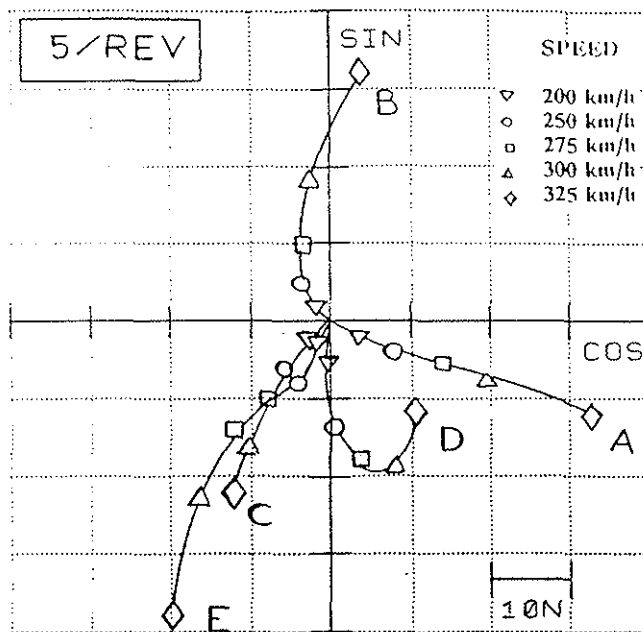 5/REV
SIN
SPEED
200 km/h
250 km/h
275 km/h
300 km/h
325 km/h
B
COS
A
D
C
E
10N